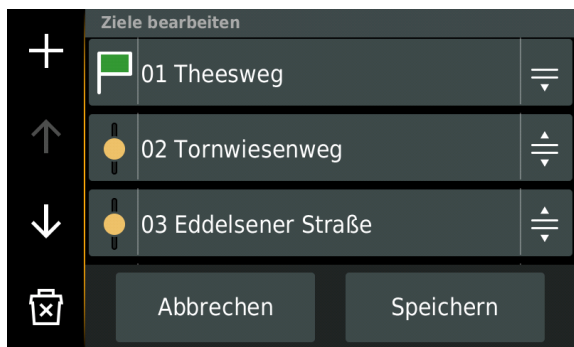 Ziele bearbeiten
01 Theesweg
02 Tornwiesenweg
03 Eddelsener Straße
Abbrechen
Speichern